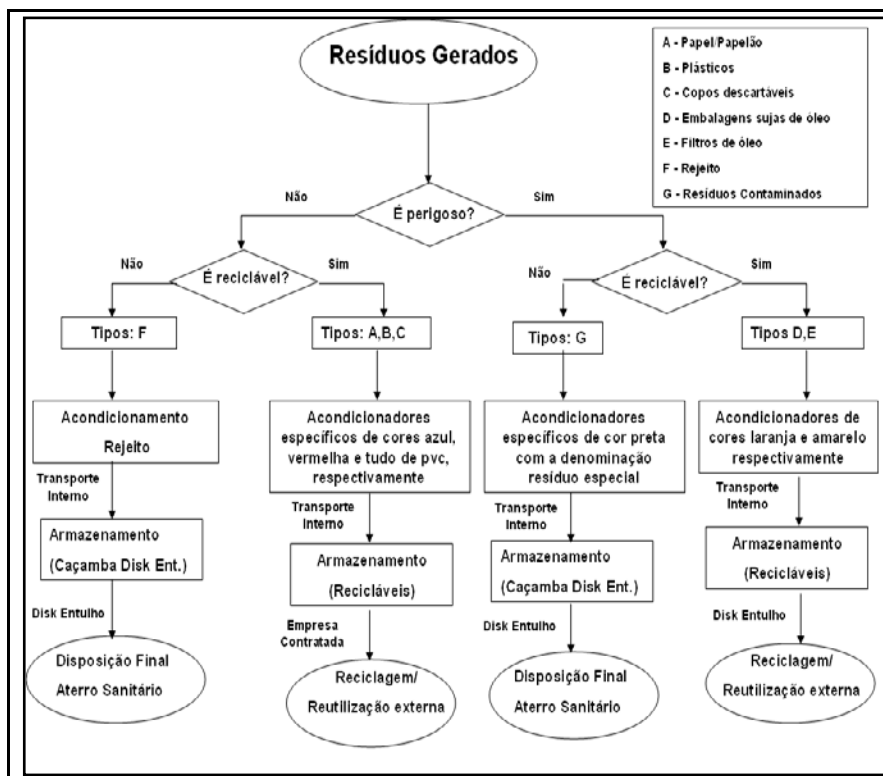 Resíduos Gerados
A - Papel/Papelão
B - Plásticos
C - Copos descartáveis
D - Embalagens sujas de óleo
E - Filtros de óleo
F - Rejeito
G - Resíduos Contaminados
Não
É perigoso?
Sim
Não
É reciclável?
Sim
Não
É reciclável?
Sim
Tipos: F
Tipos: A,B,C
Tipos: G
Tipos D,E
Acondicionamento
Rejeito
Acondicionadores
específicos de cores azul,
vermelha e tudo de pvc,
respectivamente
Acondicionadores
específicos de cor preta
com a denominação
resíduo especial
Acondicionadores de
cores laranja e amarelo
respectivamente
Transporte
Interno
Transporte
Interno
Transporte
Interno
Transporte
Interno
Armazenamento
(Caçamba Disk Ent.)
Armazenamento
(Recicláveis)
Armazenamento
(Caçamba Disk Ent.)
Armazenamento
(Recicláveis)
Disk Entulho
Empresa
Contratada
Disk Entulho
Disk Entulho
Disposição Final
Aterro Sanitário
Reciclagem/
Reutilização externa
Disposição Final
Aterro Sanitário
Reciclagem/
Reutilização externa